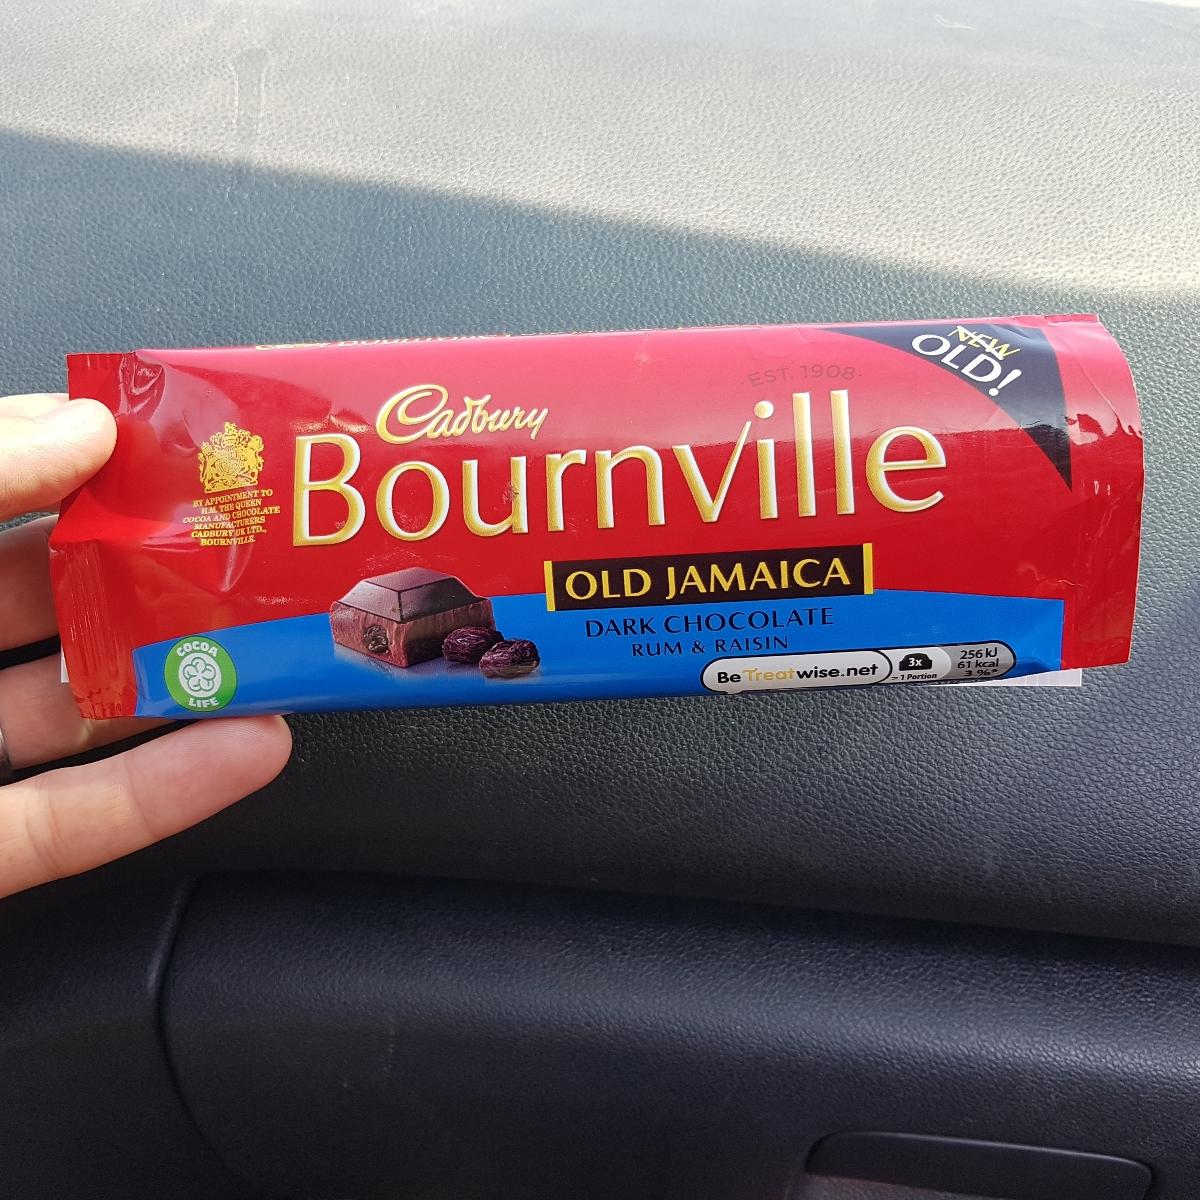 NEW
OLD!
EST. 1908
Cadbury
Bournville
BY APPOINTMENT TO
H.M. THE QUEEN
COCOA AND CHOCOLATE
MANUFACTURERS
CADBURY UK LTD.,
BOURNVILLE.
OLD JAMAICA
DARK CHOCOLATE
RUM & RAISIN
COCOA
LIFE
Be Treatwise.net
3x
= 1 Portion
256 kJ
61 kcal
3 %*